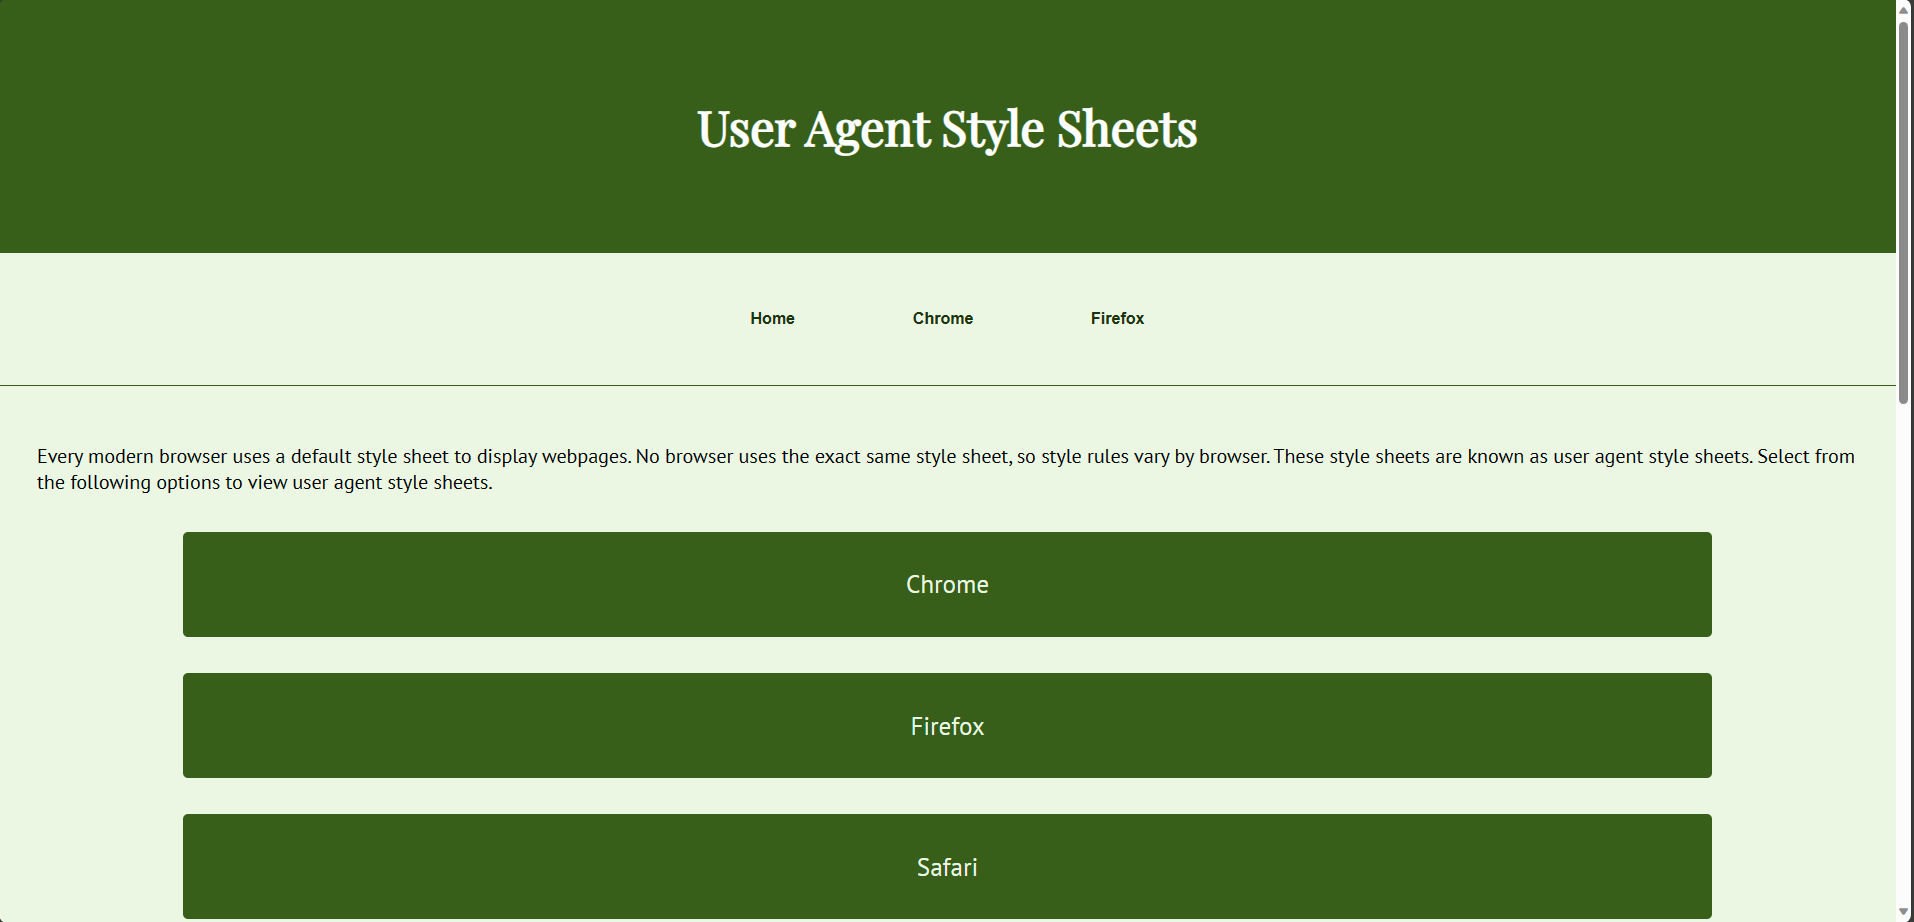 User Agent Style Sheets
Home Chrome Firefox
Every modern browser uses a default style sheet to display webpages. No browser uses the exact same style sheet, so style rules vary by browser. These style sheets are known as user agent style sheets. Select from
the following options to view user agent style sheets.
Chrome
Firefox
Safari